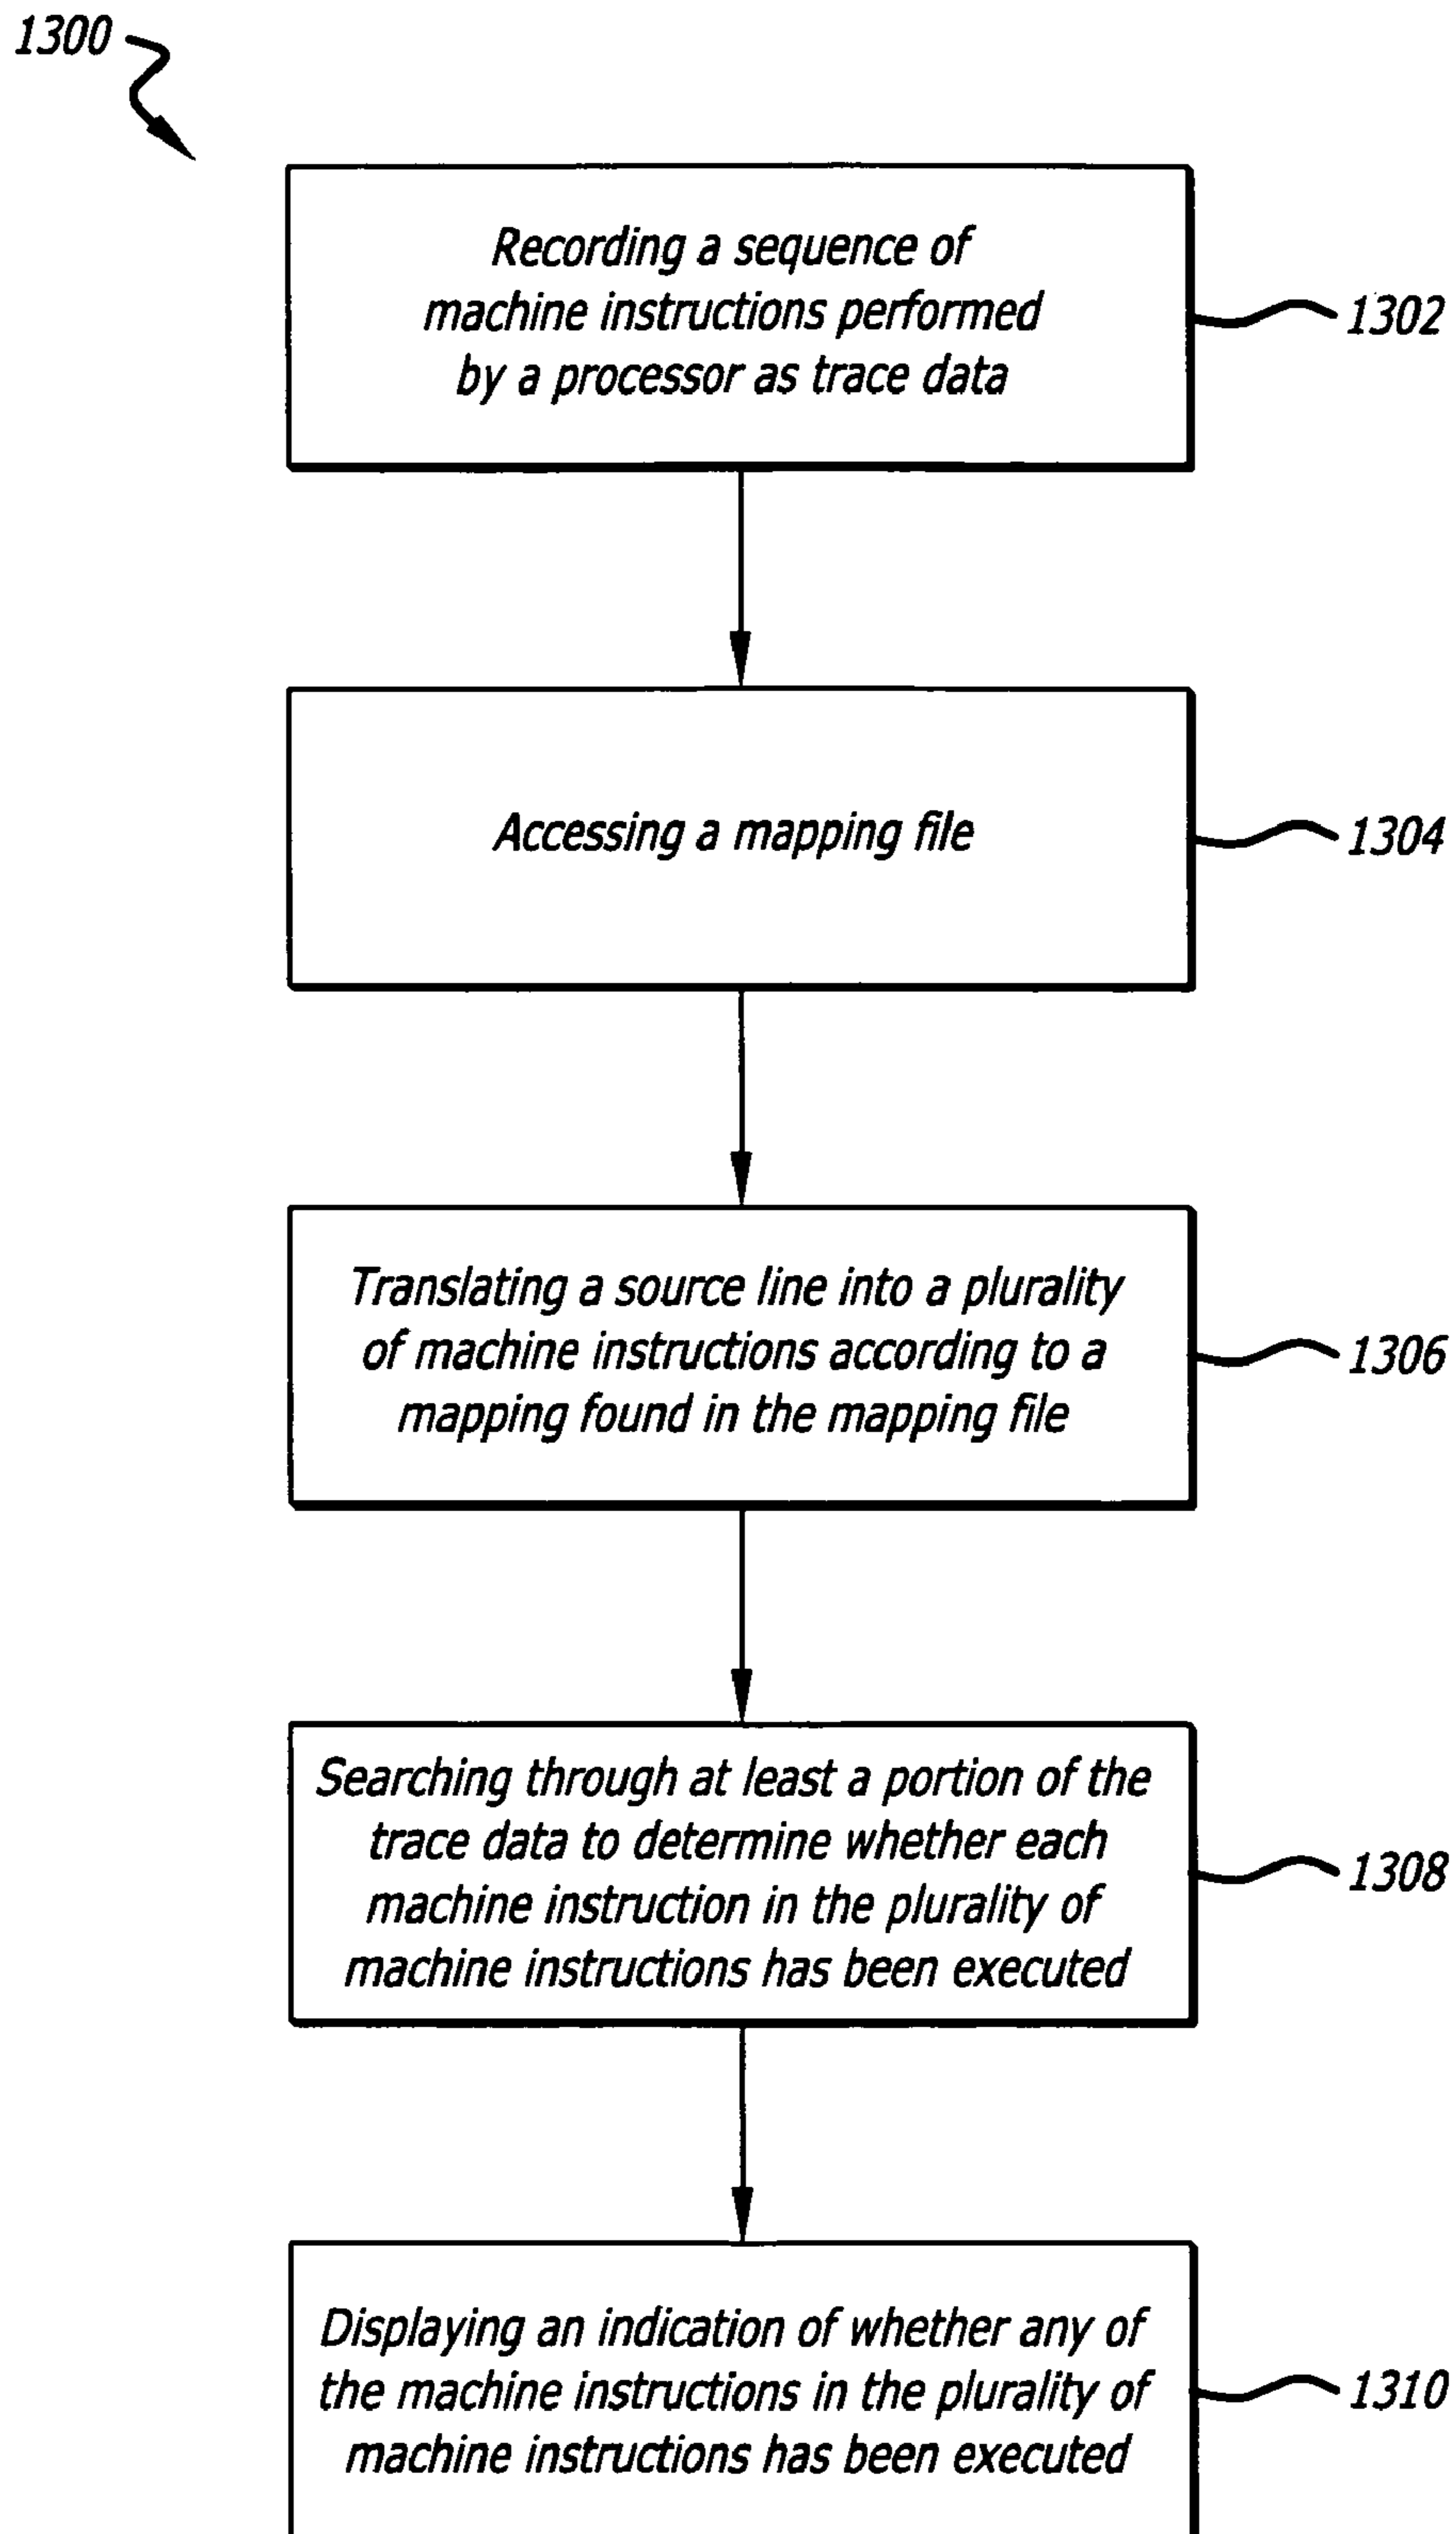 1300
Recording a sequence of
machine instructions performed
by a processor as trace data
1302
Accessing a mapping file
1304
Translating a source line into a plurality
of machine instructions according to a
mapping found in the mapping file
1306
Searching through at least a portion of the
trace data to determine whether each
machine instruction in the plurality of
machine instructions has been executed
1308
Displaying an indication of whether any of
the machine instructions in the plurality of
machine instructions has been executed
1310